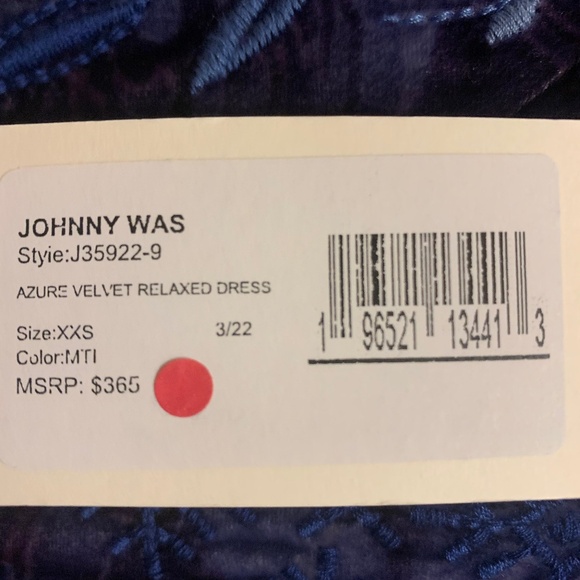 JOHNNY WAS
Style:J35922-9
AZURE VELVET RELAXED DRESS
Size:XXS 3/22
Color:MTI
MSRP: $365
1 96521 13441 3